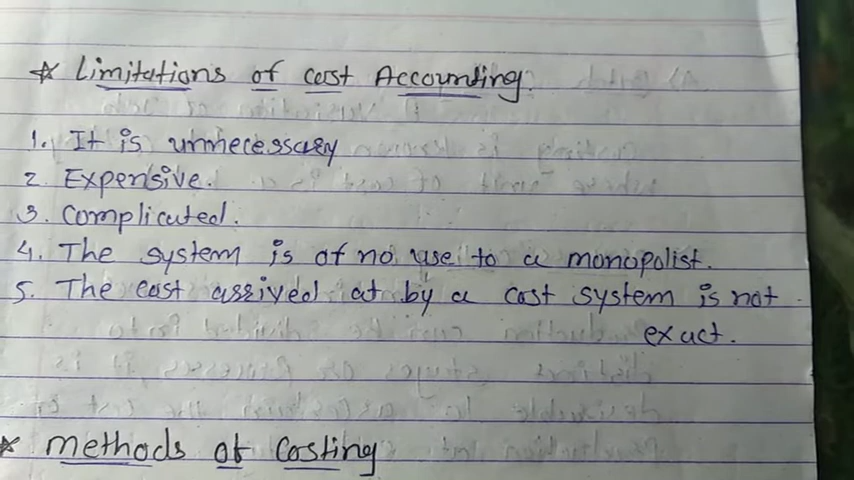 * Limitations of cost Accounting.
1. It is unnecessary
2. Expensive.
3. Complicated.
4. The system is of no use to a monopolist.
5. The cost arrived at by a cost system is not
exact.
* methods of Costing